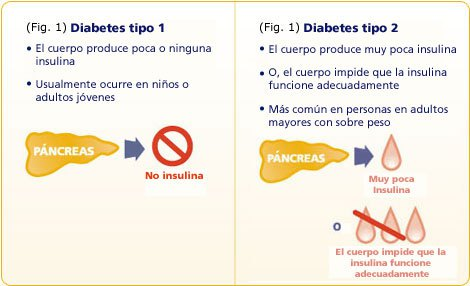 (Fig. 1) Diabetes tipo 1
• El cuerpo produce poca o ninguna
insulina
• Usualmente ocurre en niños o
adultos jóvenes
PÁNCREAS
No insulina
(Fig. 1) Diabetes tipo 2
• El cuerpo produce muy poca insulina
• O, el cuerpo impide que la insulina
funcione adecuadamente
• Más común en personas en adultos
mayores con sobre peso
PÁNCREAS
Muy poca
Insulina
O
El cuerpo impide que la
insulina funcione
adecuadamente